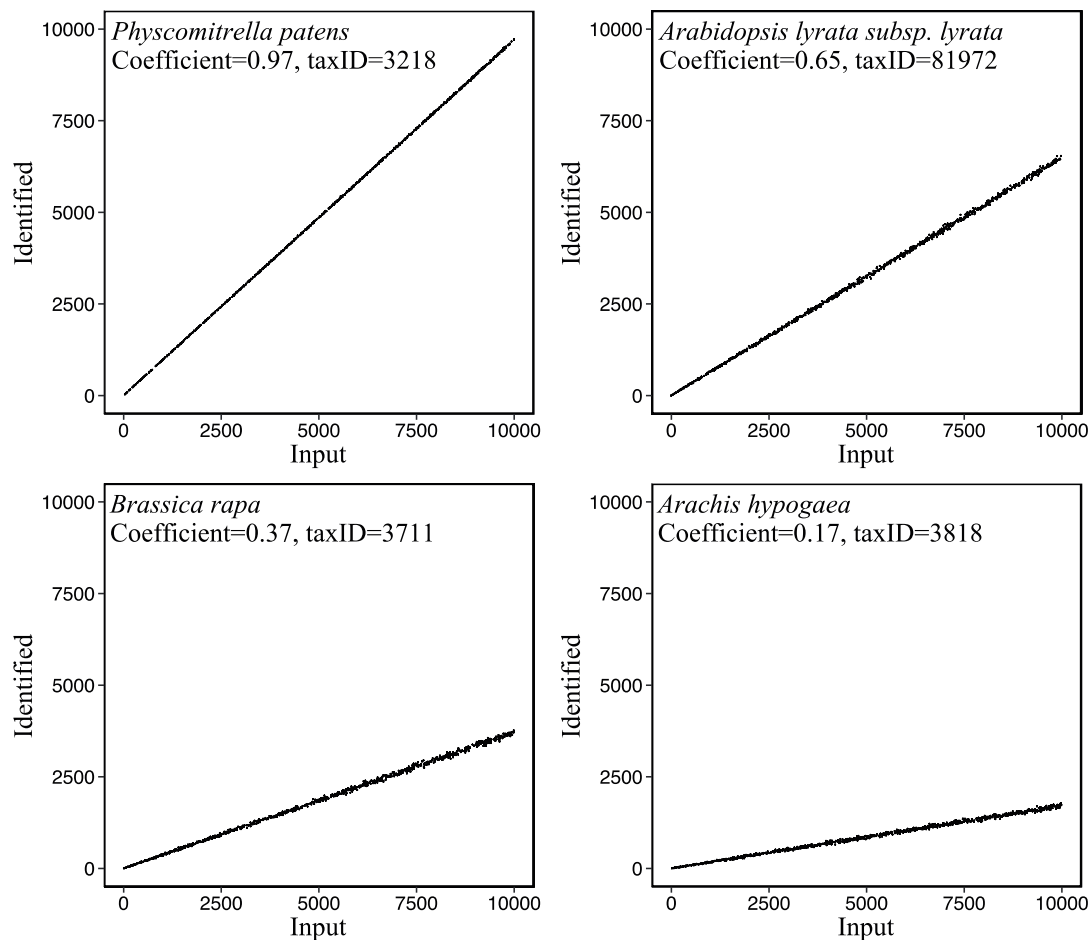 Physcomitrella patens
Coefficient=0.97, taxID=3218
10000
7500
5000
2500
0
Identified
0 2500 5000 7500 10000
Input
Arabidopsis lyrata subsp. lyrata
Coefficient=0.65, taxID=81972
10000
7500
5000
2500
0
Identified
0 2500 5000 7500 10000
Input
Brassica rapa
Coefficient=0.37, taxID=3711
10000
7500
5000
2500
0
Identified
0 2500 5000 7500 10000
Input
Arachis hypogaea
Coefficient=0.17, taxID=3818
10000
7500
5000
2500
0
Identified
0 2500 5000 7500 10000
Input